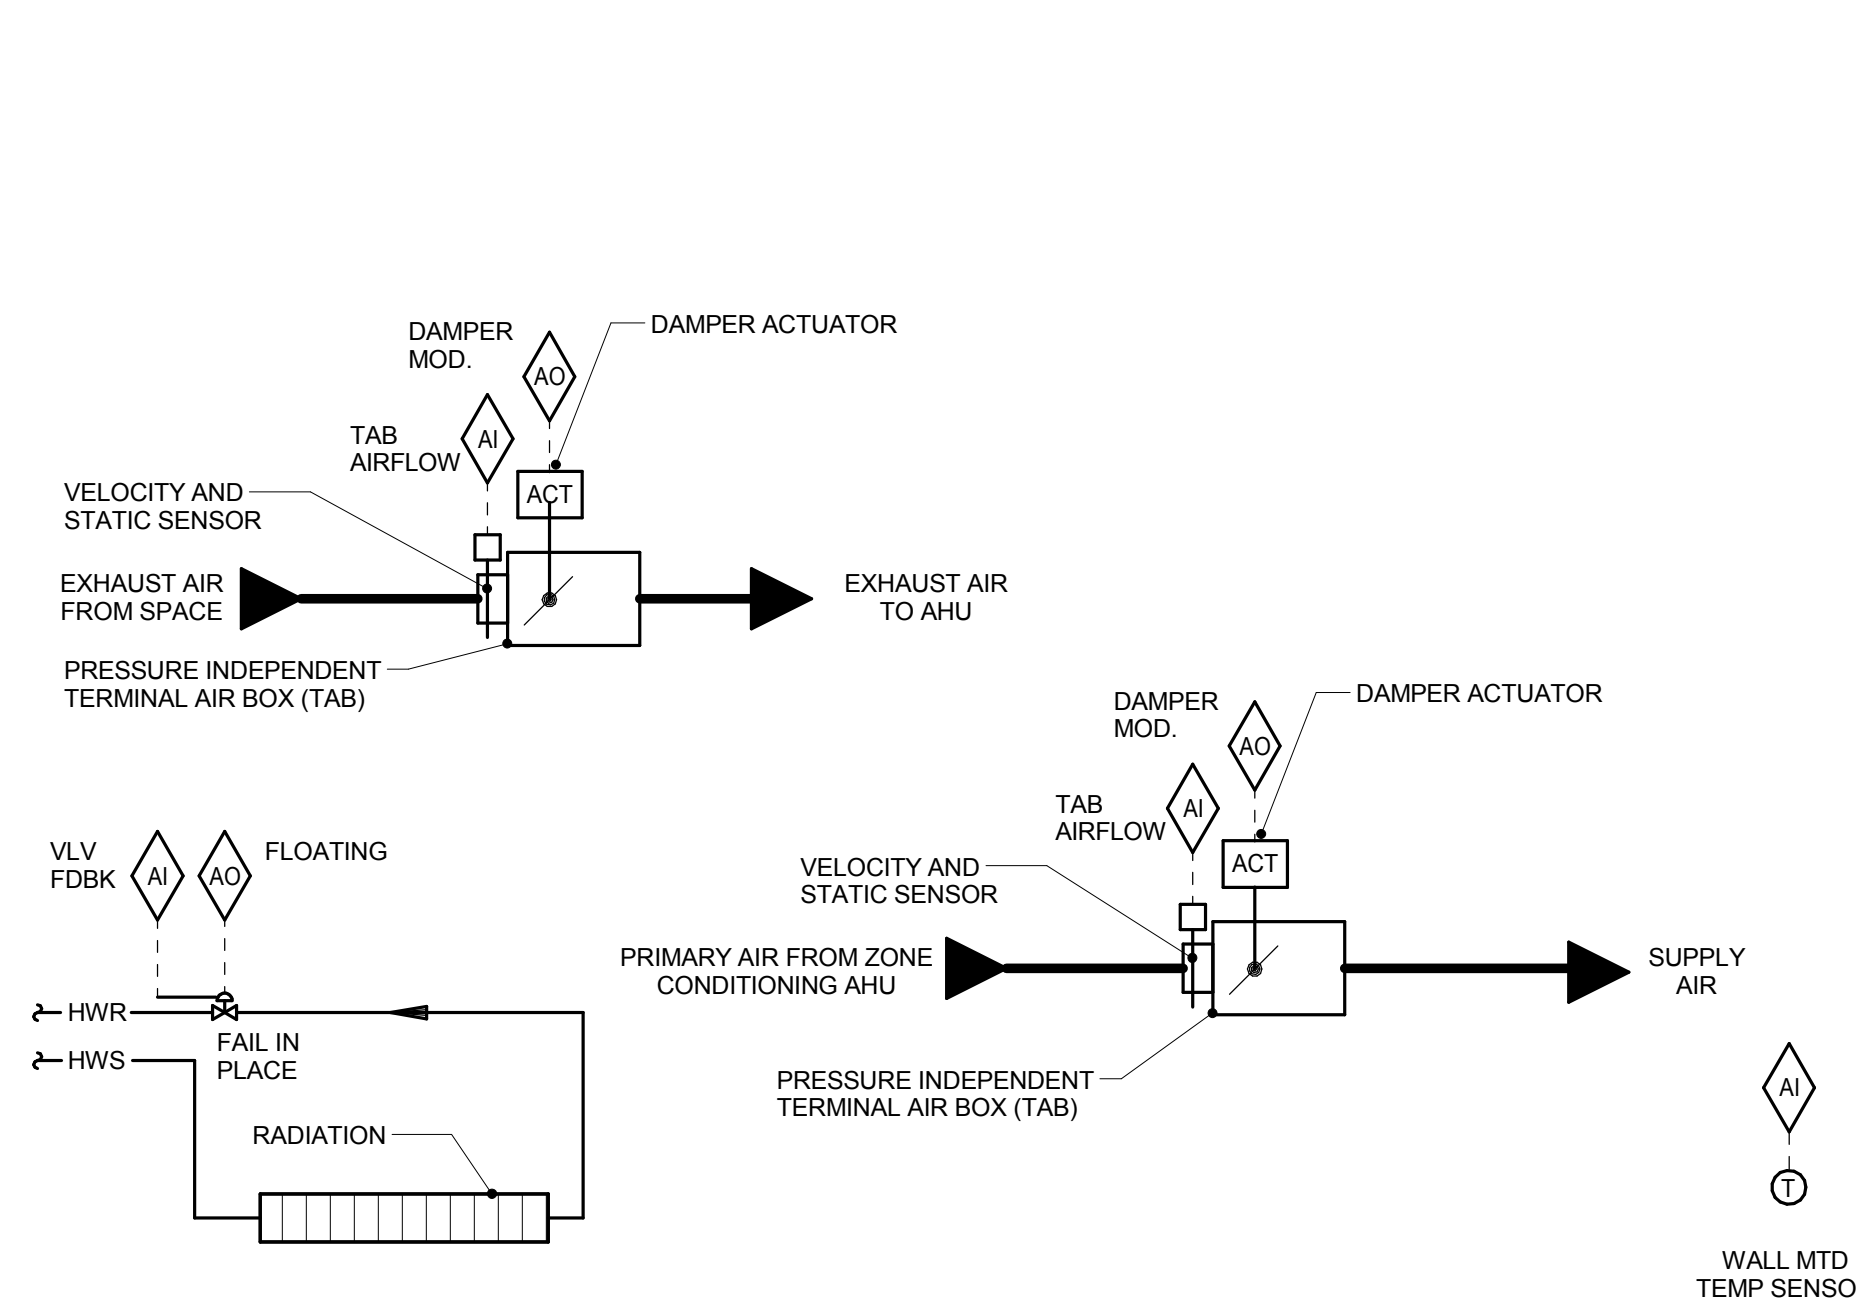 DAMPER
MOD.
AO
DAMPER ACTUATOR
TAB
AIRFLOW
AI
ACT
VELOCITY AND
STATIC SENSOR
EXHAUST AIR
FROM SPACE
EXHAUST AIR
TO AHU
PRESSURE INDEPENDENT
TERMINAL AIR BOX (TAB)
DAMPER
MOD.
AO
DAMPER ACTUATOR
TAB
AIRFLOW
AI
ACT
VELOCITY AND
STATIC SENSOR
PRIMARY AIR FROM ZONE
CONDITIONING AHU
SUPPLY
AIR
PRESSURE INDEPENDENT
TERMINAL AIR BOX (TAB)
VLV
FDBK
AI
AO
FLOATING
HWR
FAIL IN
PLACE
HWS
RADIATION
AI
T
WALL MTD
TEMP SENSO